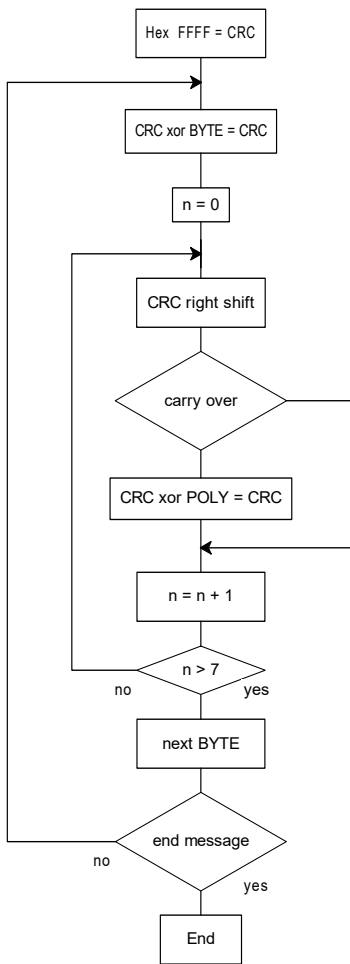 Hex FFFF = CRC
CRC xor BYTE = CRC
n = 0
CRC right shift
carry over
CRC xor POLY = CRC
n = n + 1
n > 7
no
yes
next BYTE
end message
no
yes
End